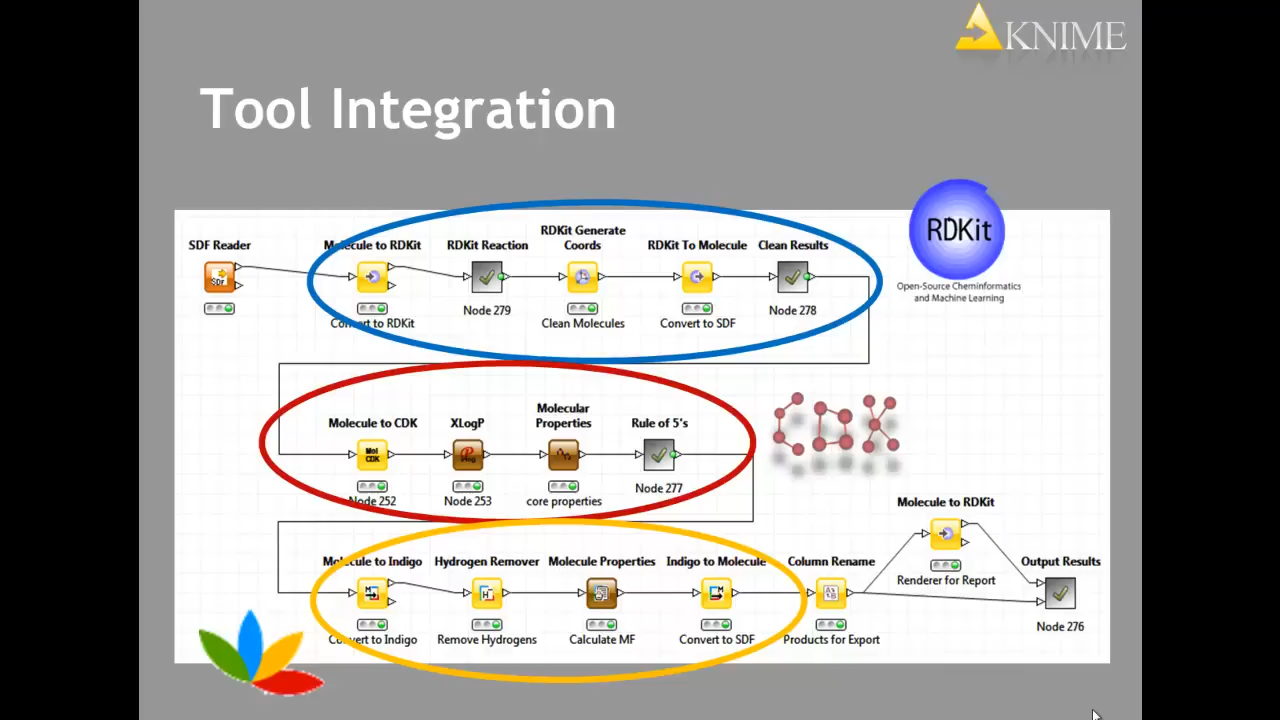 KNIME
Tool Integration
RDKit
Open-Source Cheminformatics
and Machine Learning
SDF Reader
SDF
Molecule to RDKit
Convert to RDKit
RDKit Reaction
Node 279
RDKit Generate
Coords
Clean Molecules
RDKit To Molecule
Convert to SDF
Clean Results
Node 278
Molecule to CDK
Mol
CDK
Node 252
XLogP
Node 253
Molecular
Properties
core properties
Rule of 5's
Node 277
CDK
Molecule to Indigo
Convert to Indigo
Hydrogen Remover
H
Remove Hydrogens
Molecule Properties
Calculate MF
Indigo to Molecule
M
Convert to SDF
Column Rename
Products for Export
Molecule to RDKit
Renderer for Report
Output Results
Node 276